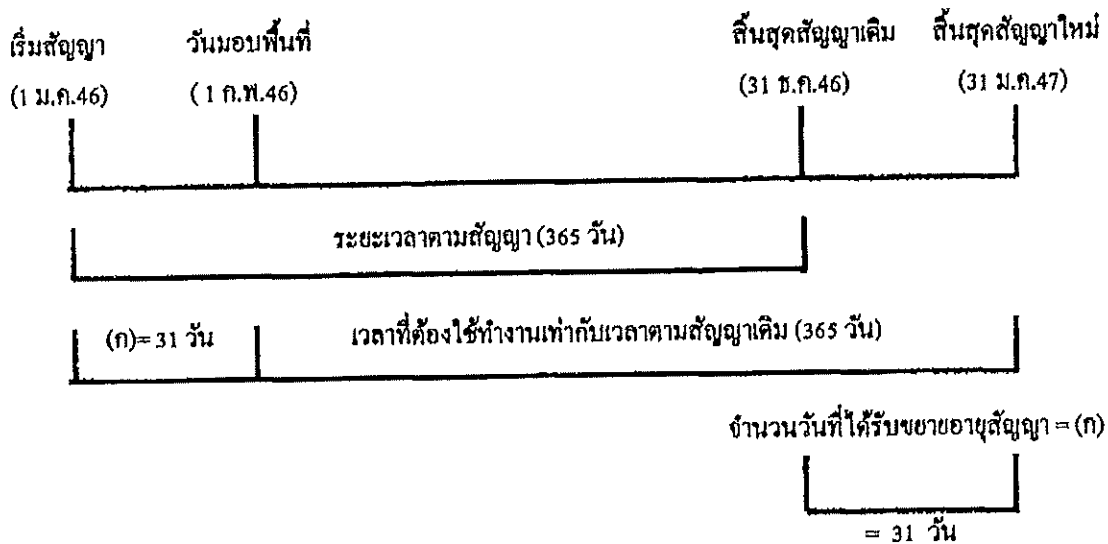 เริ่มสัญญา วันมอบพื้นที่ สิ้นสุดสัญญาเดิม สิ้นสุดสัญญาใหม่
(1 ม.ค.46) ( 1 ก.พ.46) (31 ธ.ค.46) (31 ม.ค.47)
ระยะเวลาตามสัญญา (365 วัน)
(ก)= 31 วัน เวลาที่ต้องใช้ทำงานเท่ากับเวลาตามสัญญาเดิม (365 วัน)
จำนวนวันที่ได้รับขยายอายุสัญญา = (ก)
= 31 วัน